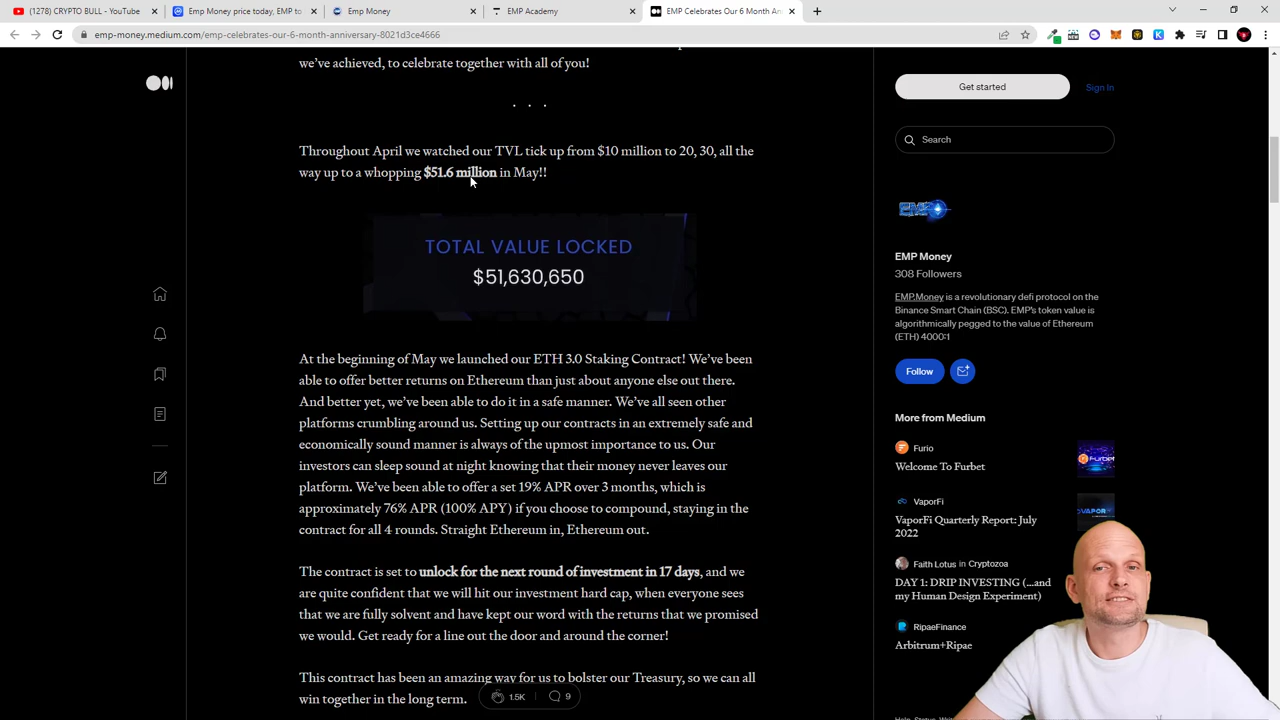 (1278) CRYPTO BULL - YouTube
Emp Money price today, EMP to
Emp Money
EMP Academy
EMP Celebrates Our 6 Month An
emp-money.medium.com/emp-celebrates-our-6-month-anniversary-8021d3ce4666
we've achieved, to celebrate together with all of you!
Throughout April we watched our TVL tick up from $10 million to 20, 30, all the
way up to a whopping $51.6 million in May!!
TOTAL VALUE LOCKED
$51,630,650
At the beginning of May we launched our ETH 3.0 Staking Contract! We've been
able to offer better returns on Ethereum than just about anyone else out there.
And better yet, we've been able to do it in a safe manner. We've all seen other
platforms crumbling around us. Setting up our contracts in an extremely safe and
economically sound manner is always of the upmost importance to us. Our
investors can sleep sound at night knowing that their money never leaves our
platform. We've been able to offer a set 19% APR over 3 months, which is
approximately 76% APR (100% APY) if you choose to compound, staying in the
contract for all 4 rounds. Straight Ethereum in, Ethereum out.
The contract is set to unlock for the next round of investment in 17 days, and we
are quite confident that we will hit our investment hard cap, when everyone sees
that we are fully solvent and have kept our word with the returns that we promised
we would. Get ready for a line out the door and around the corner!
This contract has been an amazing way for us to bolster our Treasury, so we can all
win together in the long term.
1.5K
9
Get started
Sign In
Search
EMP
EMP Money
308 Followers
EMP.Money is a revolutionary defi protocol on the
Binance Smart Chain (BSC). EMP's token value is
algorithmically pegged to the value of Ethereum
(ETH) 4000:1
Follow
More from Medium
Furio
Welcome To Furbet
FURBET
VaporFi
VaporFi Quarterly Report: July
2022
VAPOR
Faith Lotus in Cryptozoa
DAY 1: DRIP INVESTING (...and
my Human Design Experiment)
RipaeFinance
Arbitrum+Ripae